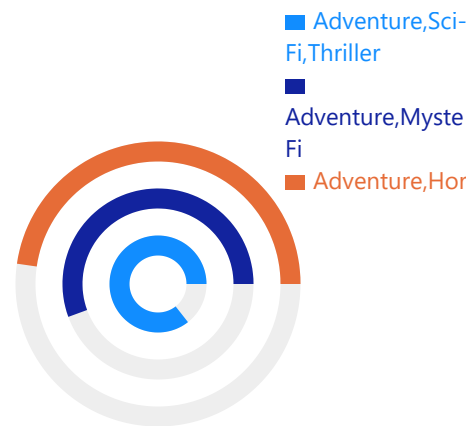 Adventure,Sci-
Fi,Thriller
Adventure,Myste
Fi
Adventure,Hor